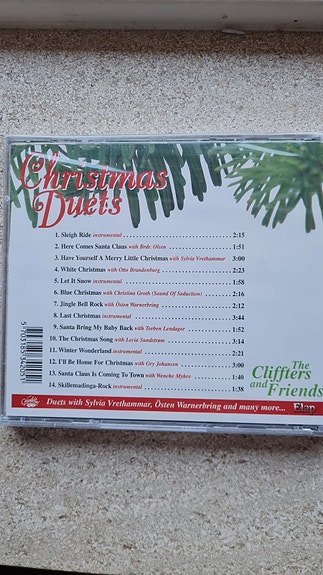 Christmas
Duets
1. Sleigh Ride instrumental 2:15
2. Here Comes Santa Claus with Brdr. Olsen 1:51
3. Have Yourself A Merry Little Christmas with Sylvia Vrethammar 3:00
4. White Christmas with Otto Brandenburg 2:23
5. Let It Snow instrumental 2:15
6. Blue Christmas with Christina Groth (Sound Of Seduction) 2:16
7. Jingle Bell Rock with Östen Warnerbring 2:12
8. Last Christmas instrumental 3:44
9. Santa Bring My Baby Back with Torben Lendager 1:52
10. The Christmas Song with Lecia Sundstrøm 3:14
11. Winter Wonderland instrumental 2:21
12. I'll Be Home For Christmas with Gry Johansen 3:00
13. Santa Claus Is Coming To Town with Wenche Myhre 1:40
14. Skillemadinga-Rock instrumental 1:38
The
Cliffters
and Friends
Duets with Sylvia Vrethammar, Östen Warnerbring and many more...
Elap